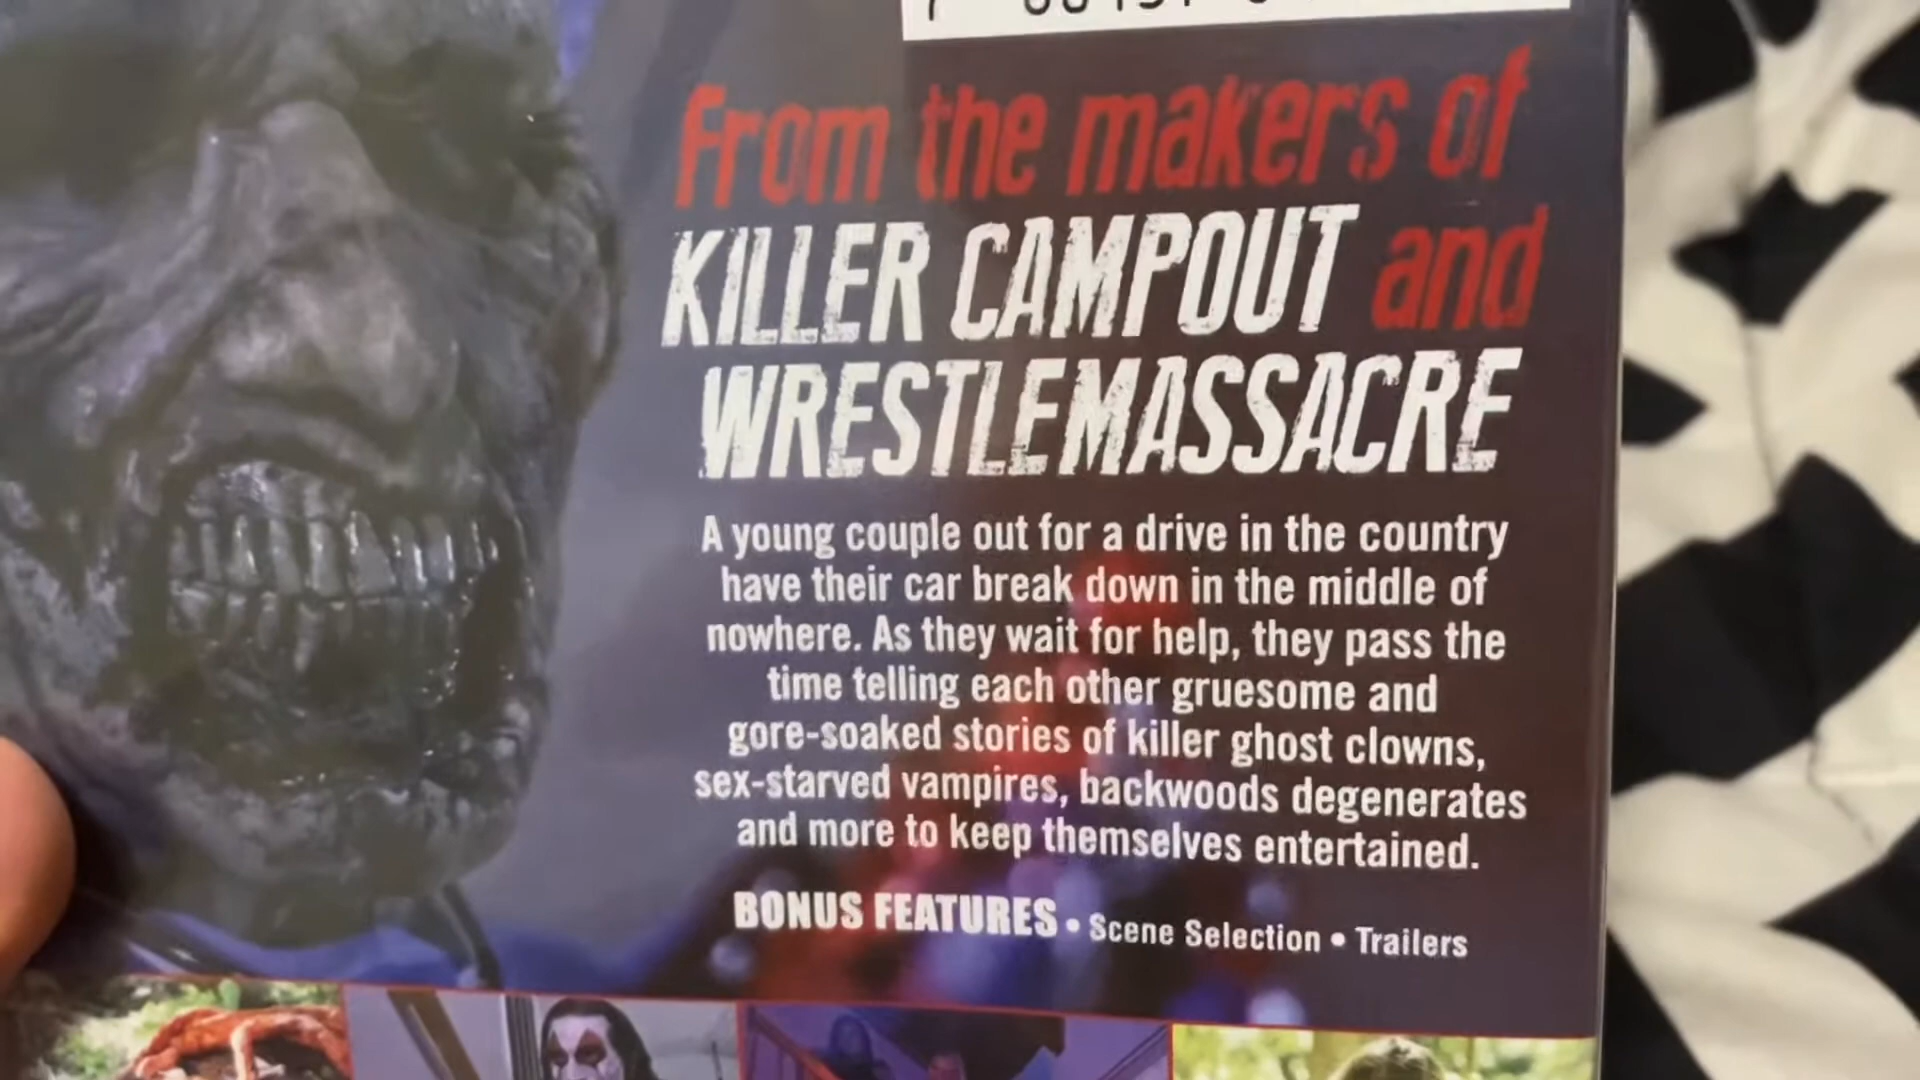 From the makers of
KILLER CAMPOUT and
WRESTLEMASSACRE
A young couple out for a drive in the country
have their car break down in the middle of
nowhere. As they wait for help, they pass the
time telling each other gruesome and
gore-soaked stories of killer ghost clowns,
sex-starved vampires, backwoods degenerates
and more to keep themselves entertained.
BONUS FEATURES • Scene Selection • Trailers